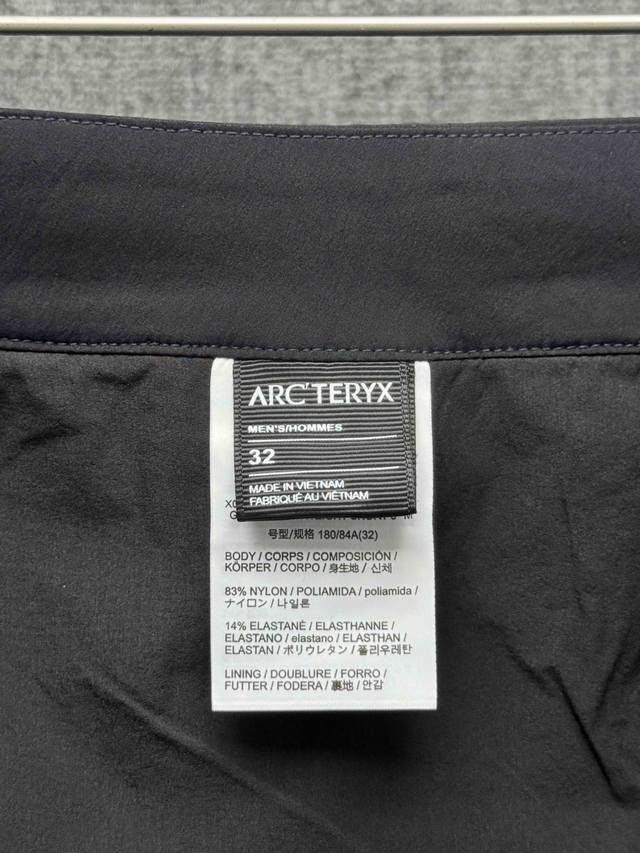 ARC'TERYX
MEN'S/HOMMES
32
MADE IN VIETNAM
FABRIQUÉ AU VIÊTNAM
号型/规格 180/84A(32)
BODY / CORPS / COMPOSICIÓN /
KÖRPER / CORPO / 身生地 / 신체
83% NYLON / POLIAMIDA / poliamida /
ナイロン / 나일론
14% ELASTANÉ / ELASTHANNE /
ELASTANO / elastano / ELASTHAN /
ELASTAN / ポリウレタン / 폴리우레탄
LINING / DOUBLURE / FORRO /
FUTTER / FODERA / 裏地 / 안감